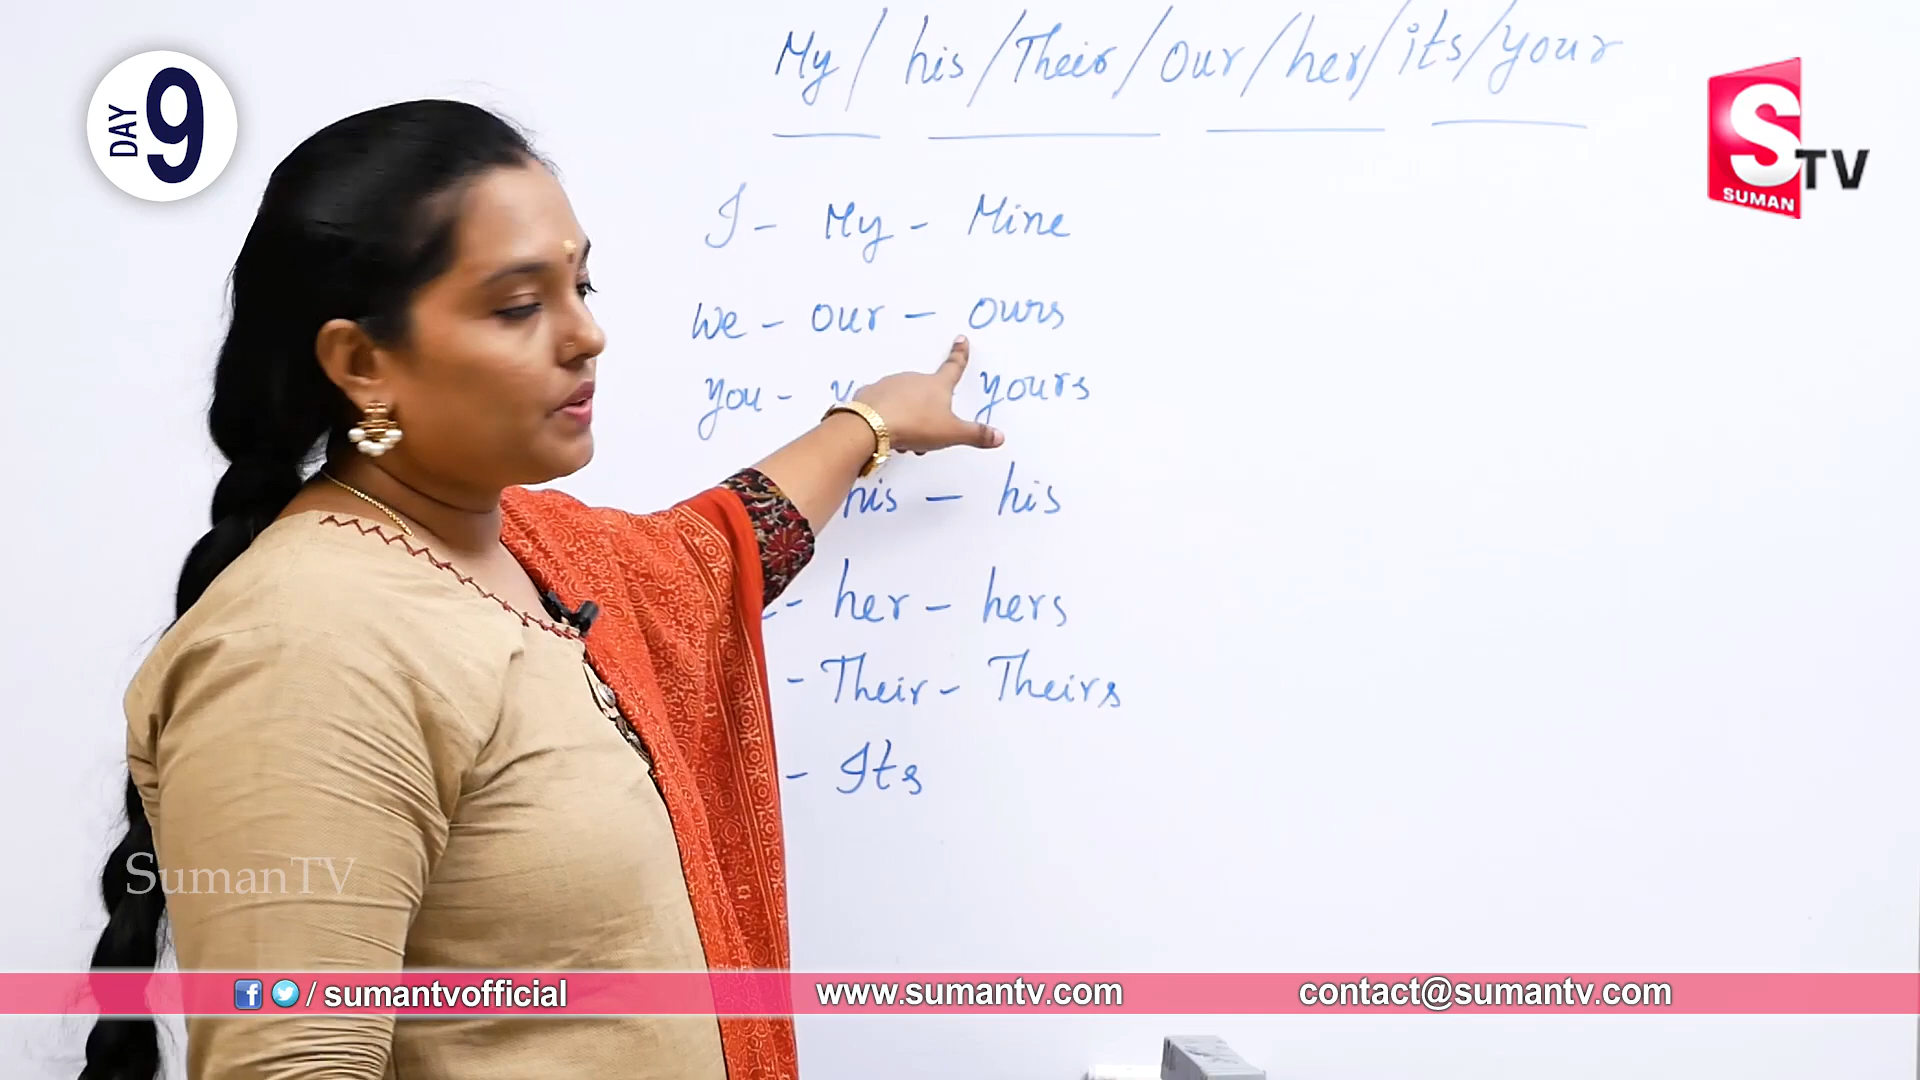 My / his / Their / our / her / its / your
DAY 9
S TV
SUMAN
I - My - Mine
We - our - ours
you - yours
his - his
- her - hers
- Their - Theirs
- Its
SumanTV
/ sumantvofficial www.sumantv.com contact@sumantv.com